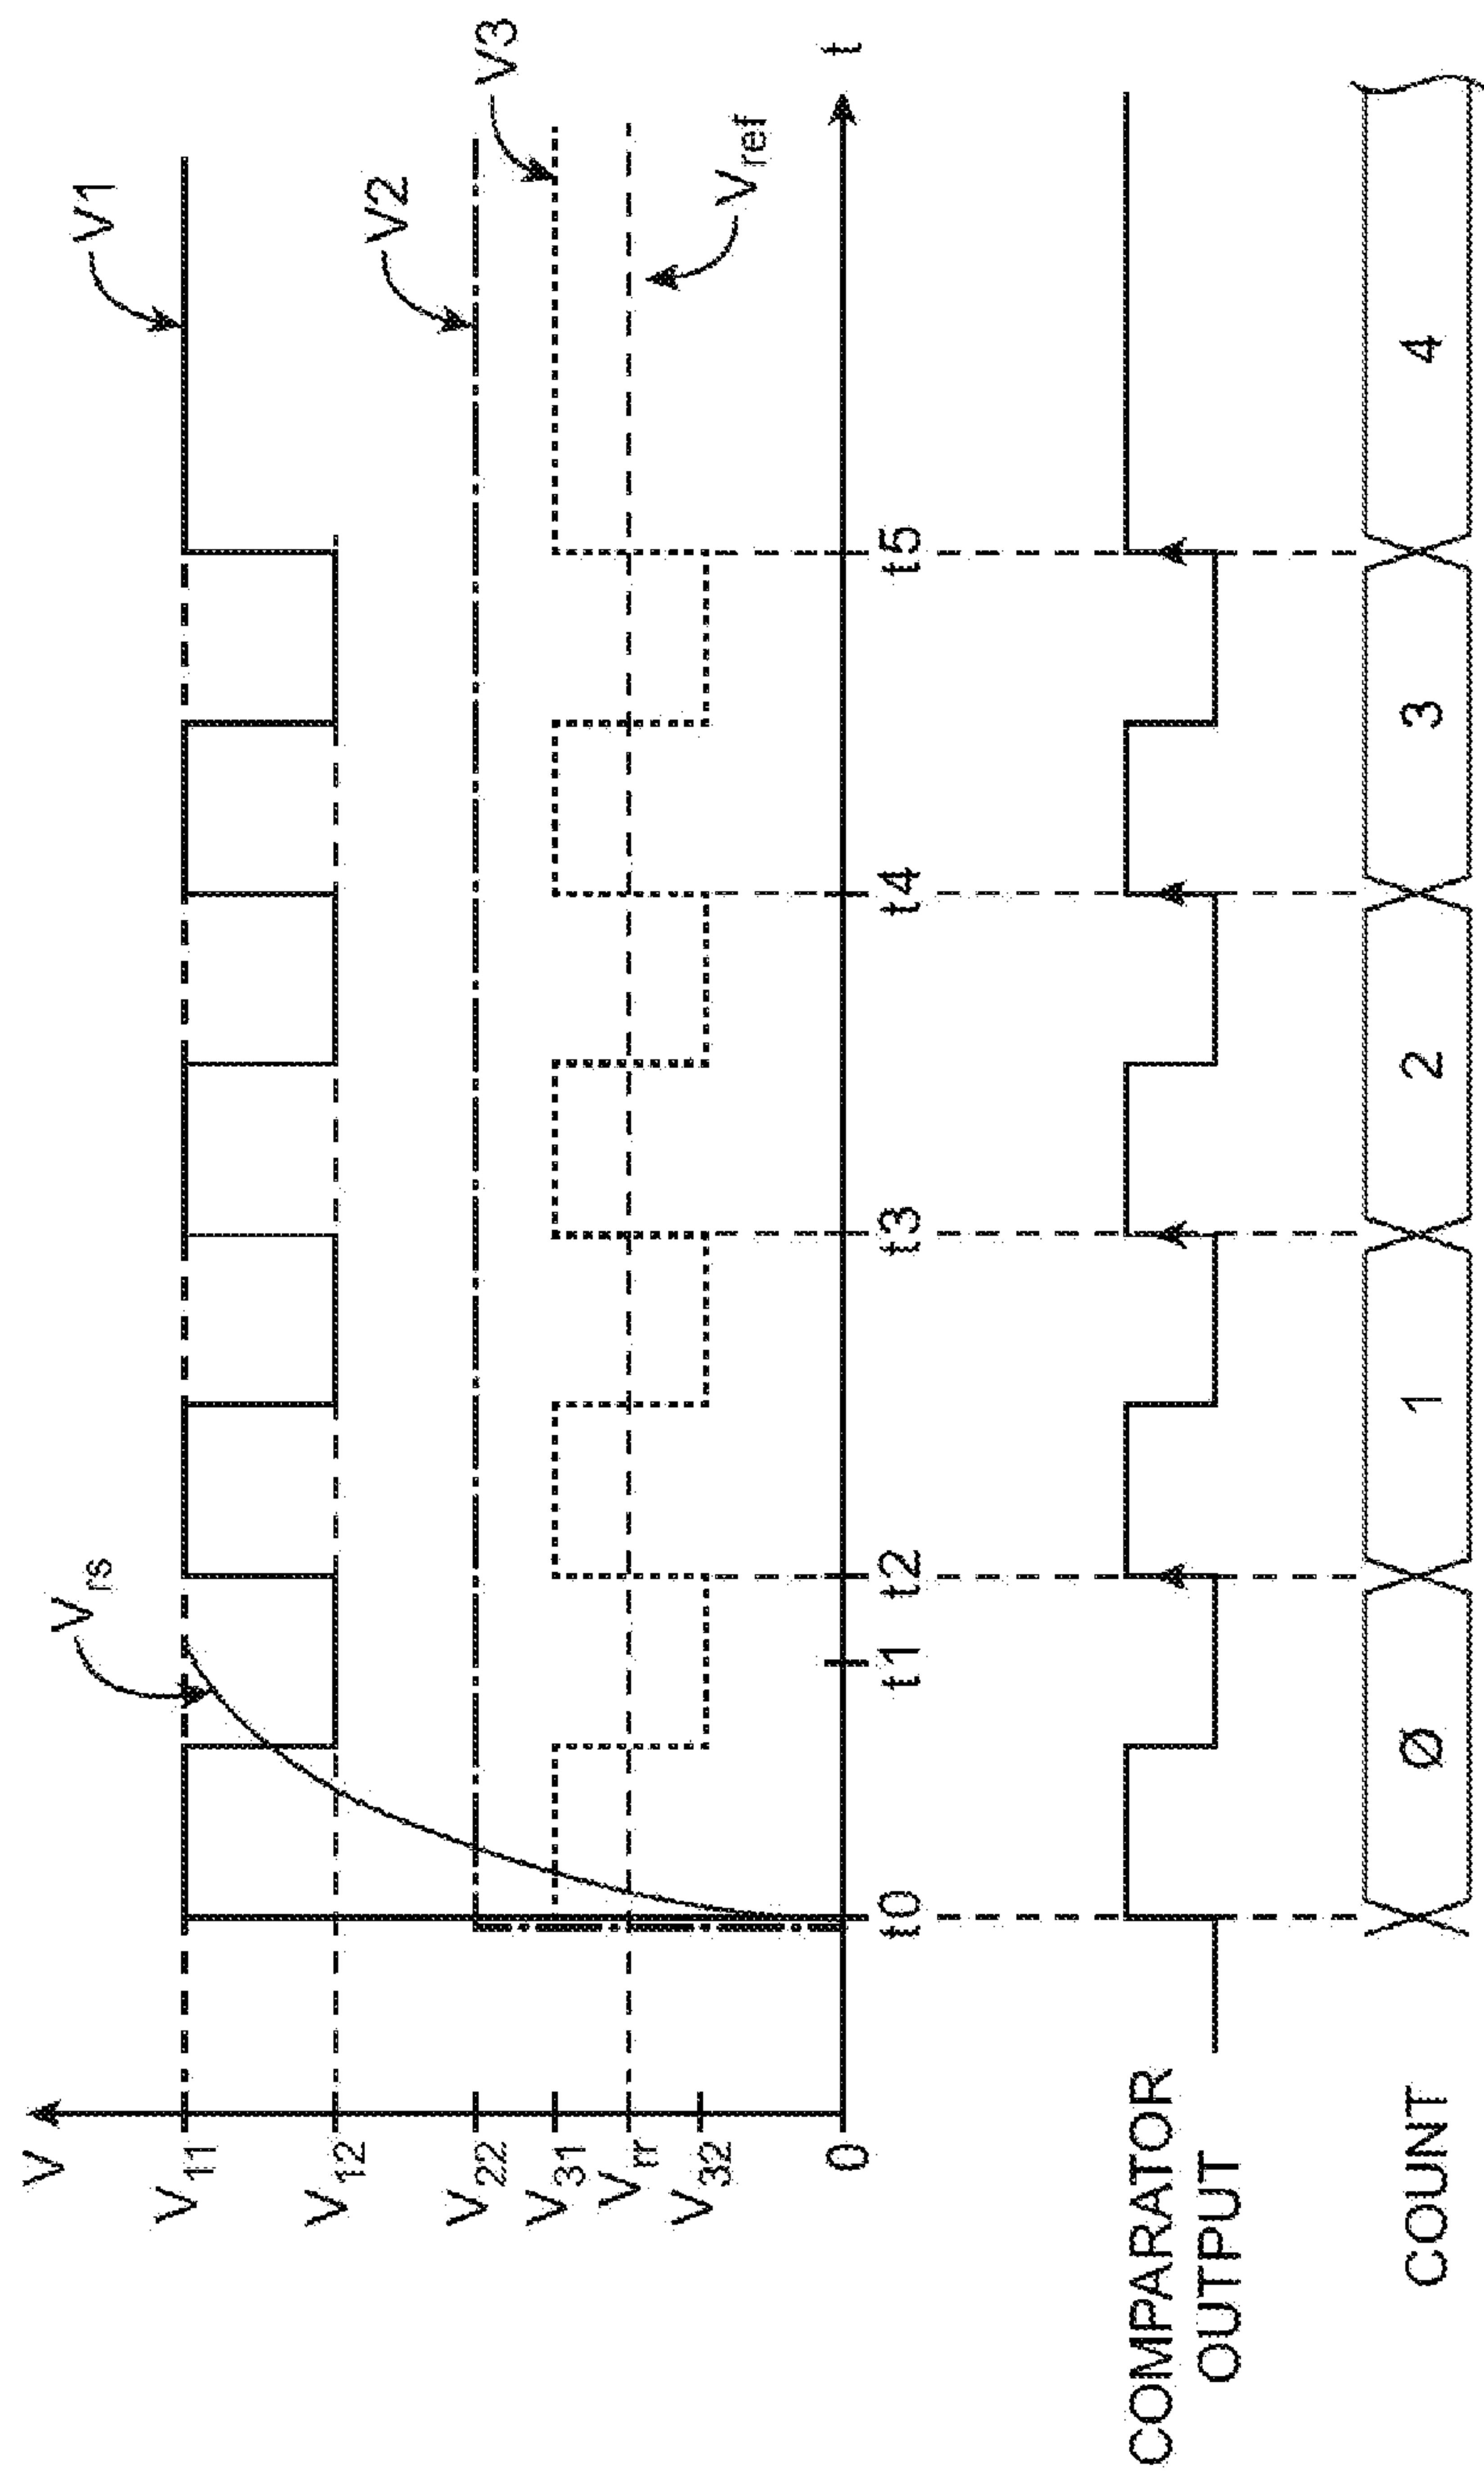 V
V1
Vrs
V11
V12
V2
V22
V3
V31
Vrr
Vref
V32
0
t0
t1
t2
t3
t4
t5
t
COMPARATOR
OUTPUT
COUNT
Ø
1
2
3
4